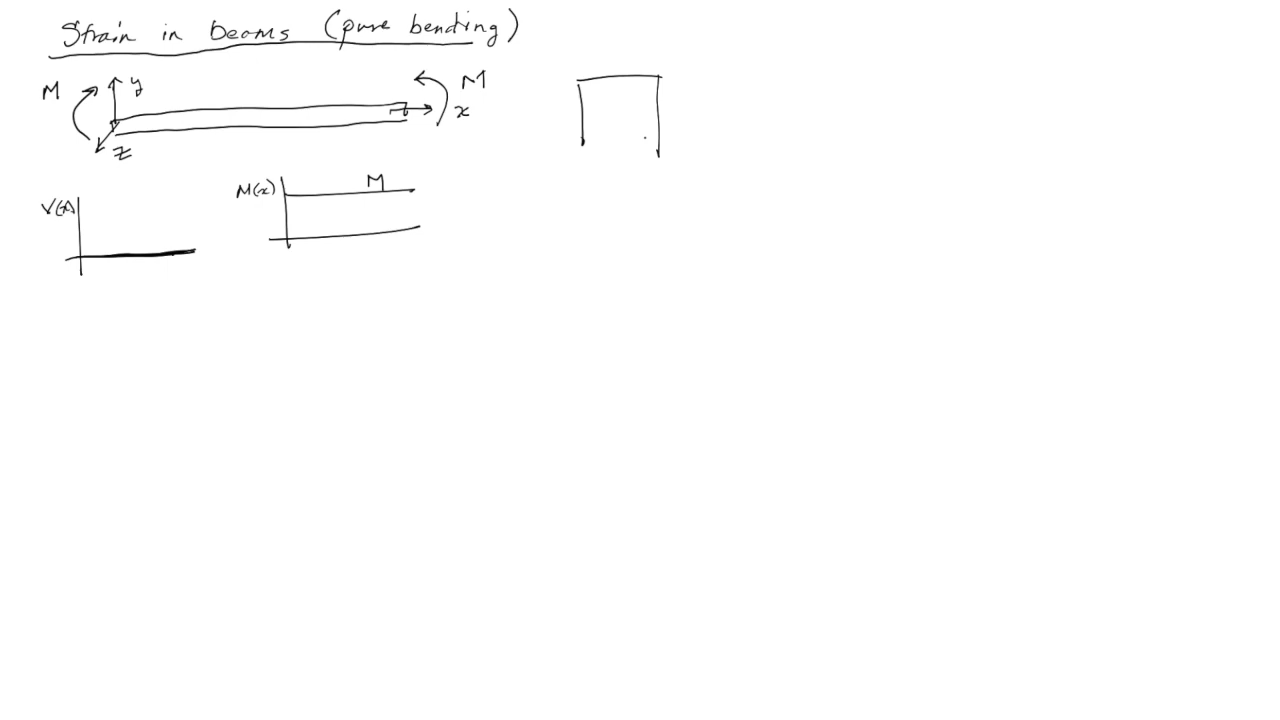 Strain in beams (pure bending)
M y M
x
z
V(x) M(x) M